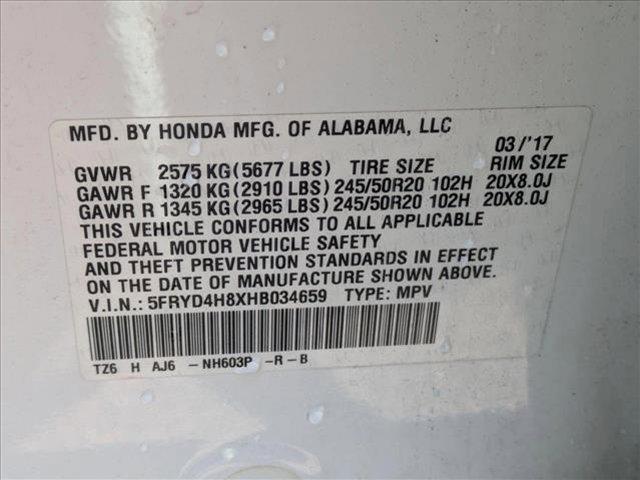 MFD. BY HONDA MFG. OF ALABAMA, LLC 03/'17
GVWR 2575 KG (5677 LBS) TIRE SIZE RIM SIZE
GAWR F 1320 KG (2910 LBS) 245/50R20 102H 20X8.0J
GAWR R 1345 KG (2965 LBS) 245/50R20 102H 20X8.0J
THIS VEHICLE CONFORMS TO ALL APPLICABLE
FEDERAL MOTOR VEHICLE SAFETY
AND THEFT PREVENTION STANDARDS IN EFFECT
ON THE DATE OF MANUFACTURE SHOWN ABOVE.
V.I.N.: 5FRYD4H8XHB034659 TYPE: MPV
TZ6 H AJ6 -NH603P -R-B